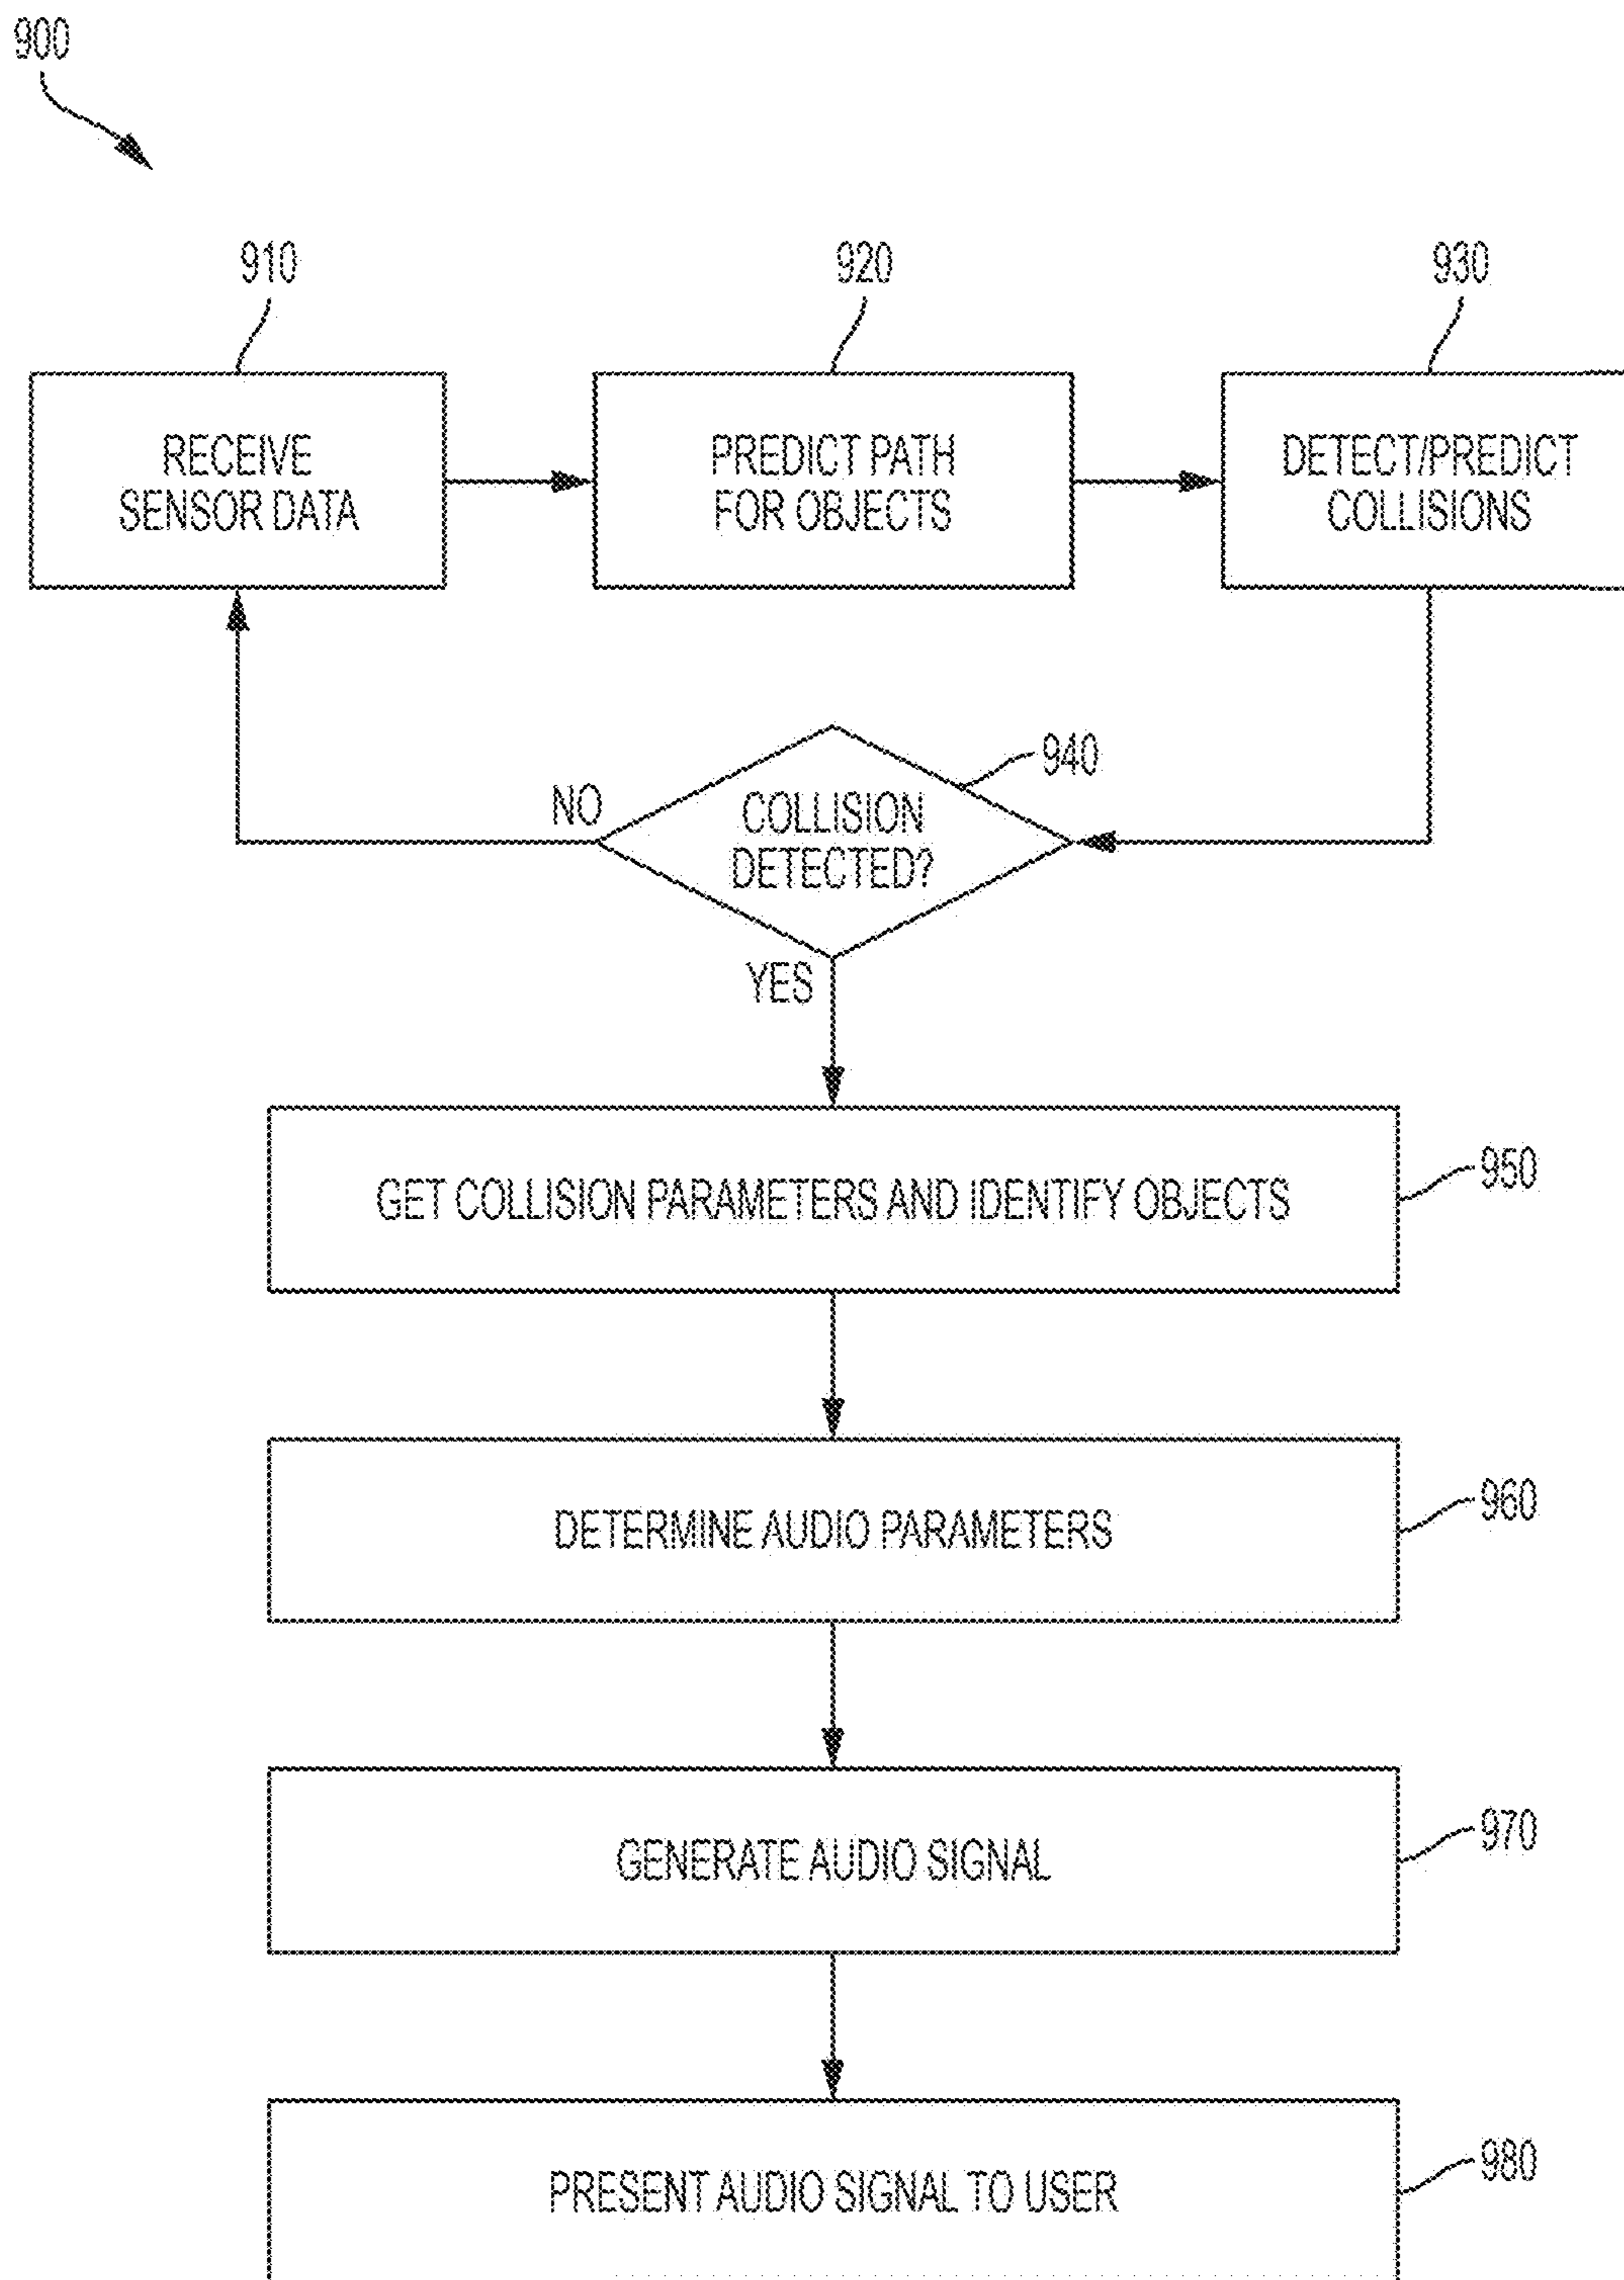 900
910
920
930
RECEIVE
SENSOR DATA
PREDICT PATH
FOR OBJECTS
DETECT/PREDICT
COLLISIONS
940
NO
COLLISION
DETECTED?
YES
GET COLLISION PARAMETERS AND IDENTIFY OBJECTS
950
DETERMINE AUDIO PARAMETERS
960
GENERATE AUDIO SIGNAL
970
PRESENT AUDIO SIGNAL TO USER
980